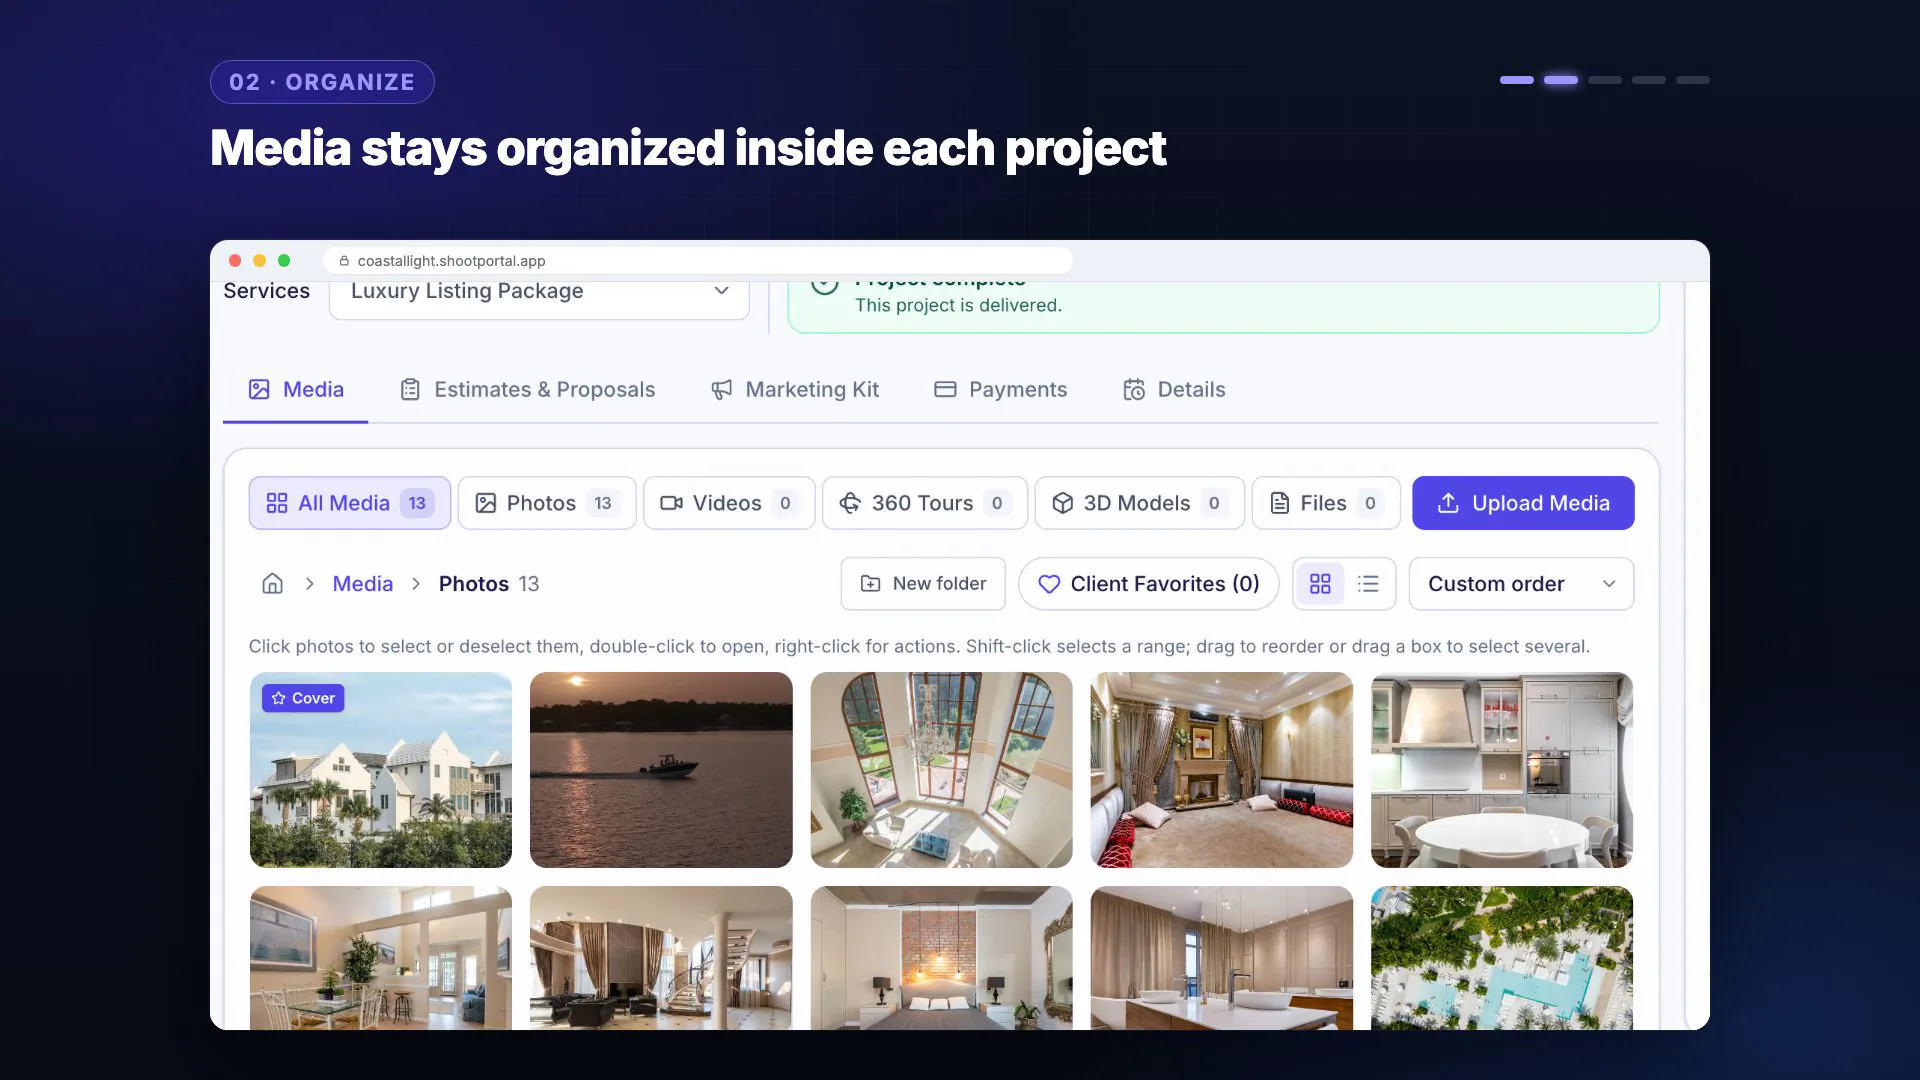 02 · ORGANIZE
Media stays organized inside each project
coastallight.shootportal.app
Services
Luxury Listing Package
Project complete
This project is delivered.
Media
Estimates & Proposals
Marketing Kit
Payments
Details
All Media 13
Photos 13
Videos 0
360 Tours 0
3D Models 0
Files 0
Upload Media
Media > Photos 13
New folder
Client Favorites (0)
Custom order
Click photos to select or deselect them, double-click to open, right-click for actions. Shift-click selects a range; drag to reorder or drag a box to select several.
Cover